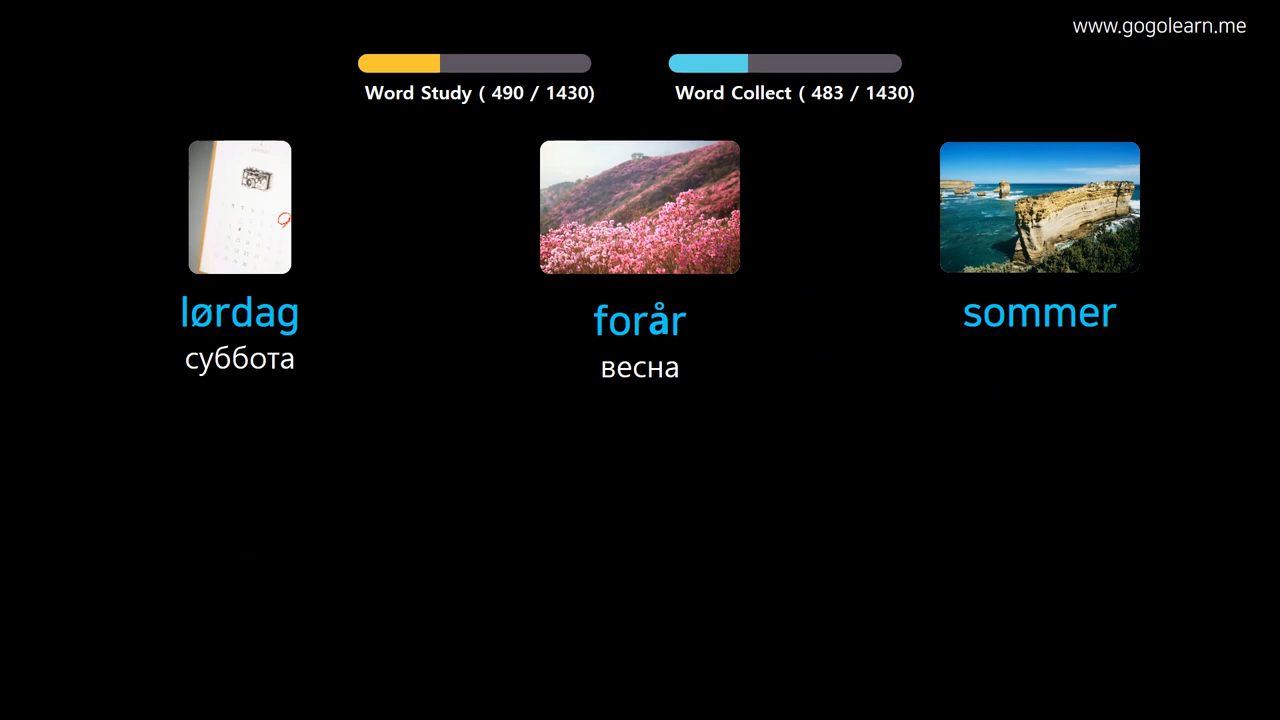 www.gogolearn.me
Word Study ( 490 / 1430)
Word Collect ( 483 / 1430)
lørdag
суббота
forår
весна
sommer